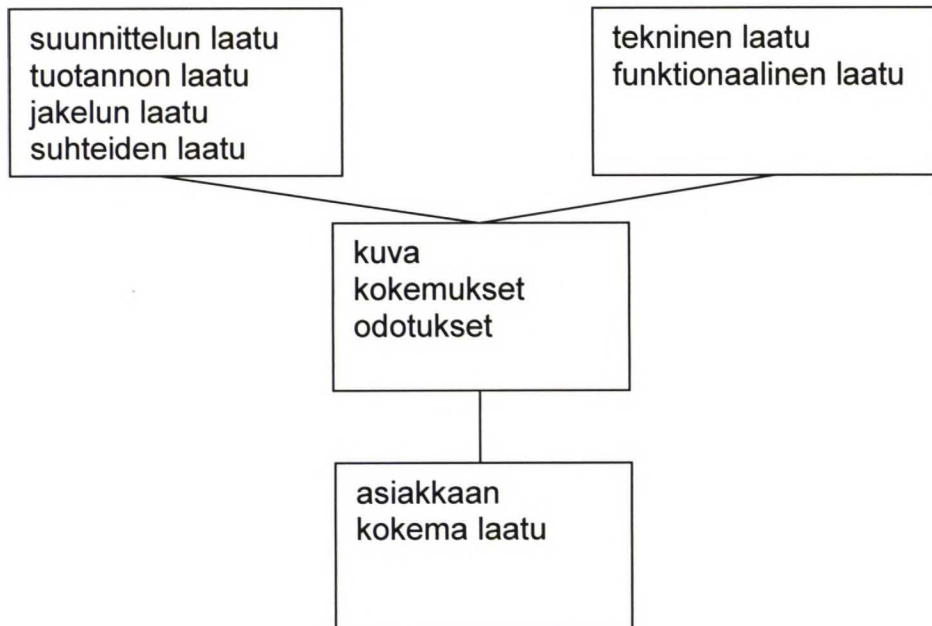 suunnittelun laatu
tuotannon laatu
jakelun laatu
suhteiden laatu
tekninen laatu
funktionaalinen laatu
kuva
kokemukset
odotukset
asiakkaan
kokema laatu